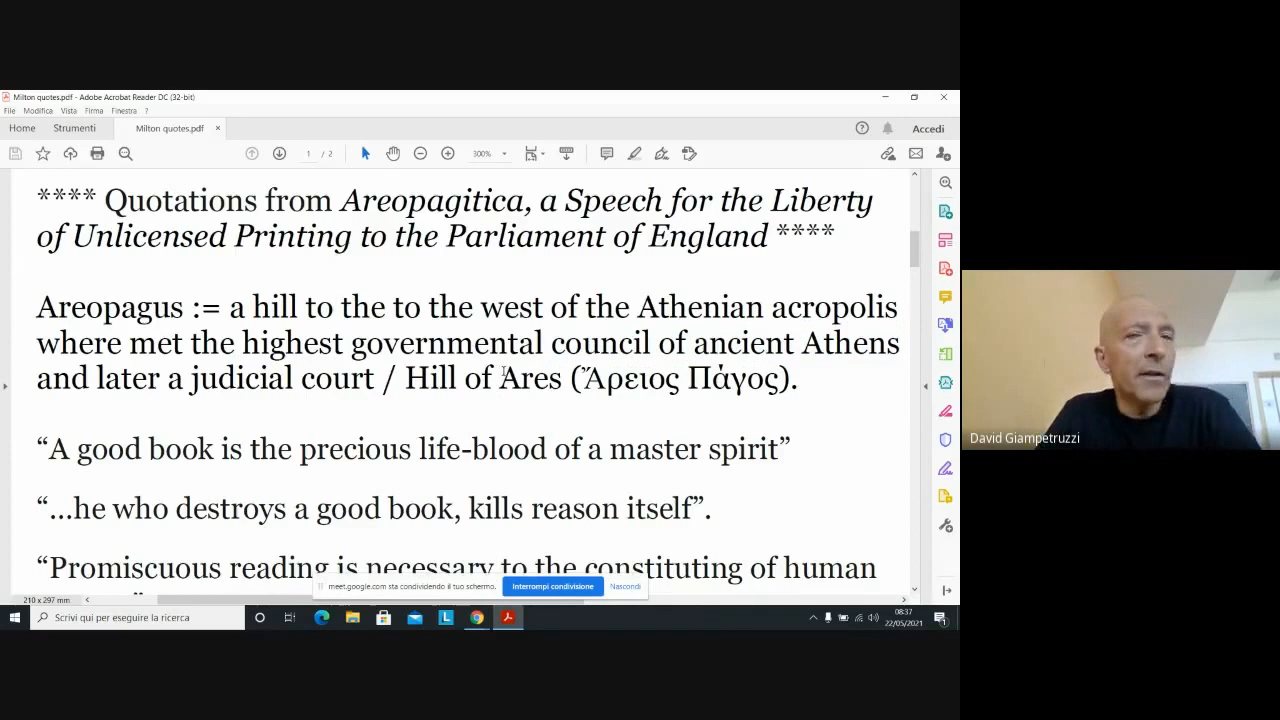 Milton quotes.pdf - Adobe Acrobat Reader DC (32-bit)
File Modifica Vista Firma Finestra ?
Home Strumenti Milton quotes.pdf × Accedi
1 / 2 300%
**** Quotations from Areopagitica, a Speech for the Liberty
of Unlicensed Printing to the Parliament of England ****
Areopagus := a hill to the to the west of the Athenian acropolis
where met the highest governmental council of ancient Athens
and later a judicial court / Hill of Ares (Ἄρειος Πάγος).
“A good book is the precious life-blood of a master spirit”
“…he who destroys a good book, kills reason itself”.
“Promiscuous reading is necessary to the constituting of human
meet.google.com sta condividendo il tuo schermo. Interrompi condivisione Nascondi
210 x 297 mm
Scrivi qui per eseguire la ricerca
L
08:37
22/05/2021
David Giampetruzzi